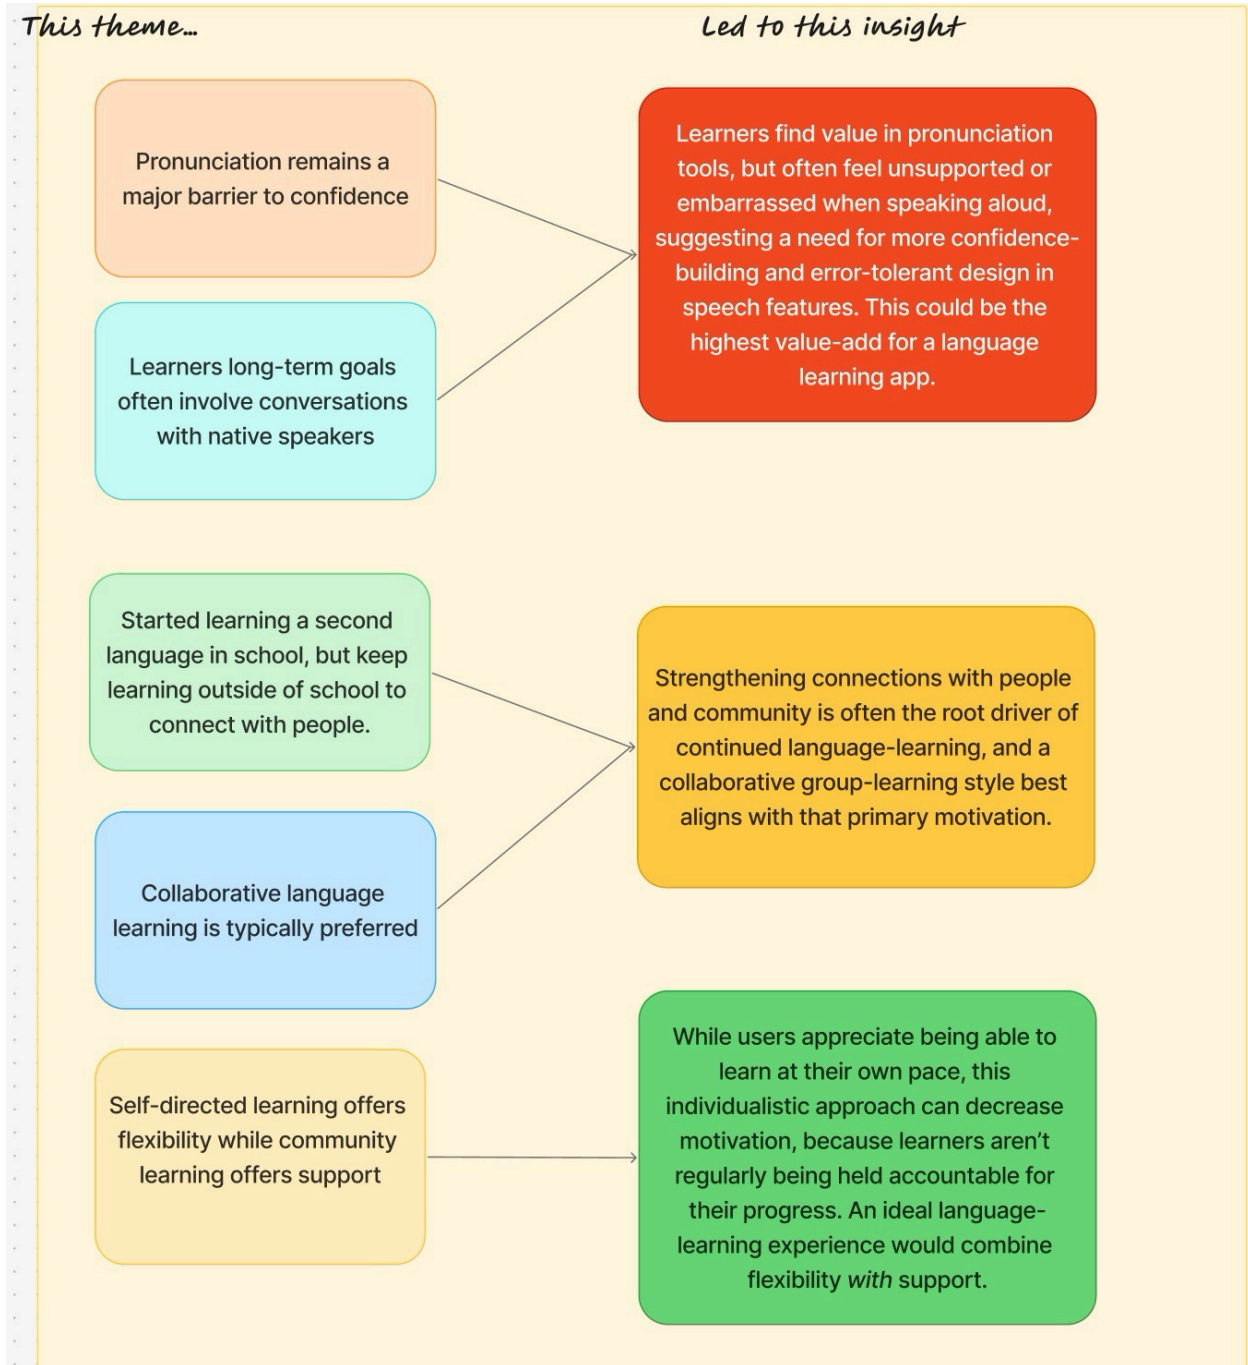 This theme...
Led to this insight
Pronunciation remains a
major barrier to confidence
Learners find value in pronunciation
tools, but often feel unsupported or
embarrassed when speaking aloud,
suggesting a need for more confidence-
building and error-tolerant design in
speech features. This could be the
highest value-add for a language
learning app.
Learners long-term goals
often involve conversations
with native speakers
Started learning a second
language in school, but keep
learning outside of school to
connect with people.
Strengthening connections with people
and community is often the root driver of
continued language-learning, and a
collaborative group-learning style best
aligns with that primary motivation.
Collaborative language
learning is typically preferred
Self-directed learning offers
flexibility while community
learning offers support
While users appreciate being able to
learn at their own pace, this
individualistic approach can decrease
motivation, because learners aren’t
regularly being held accountable for
their progress. An ideal language-
learning experience would combine
flexibility with support.